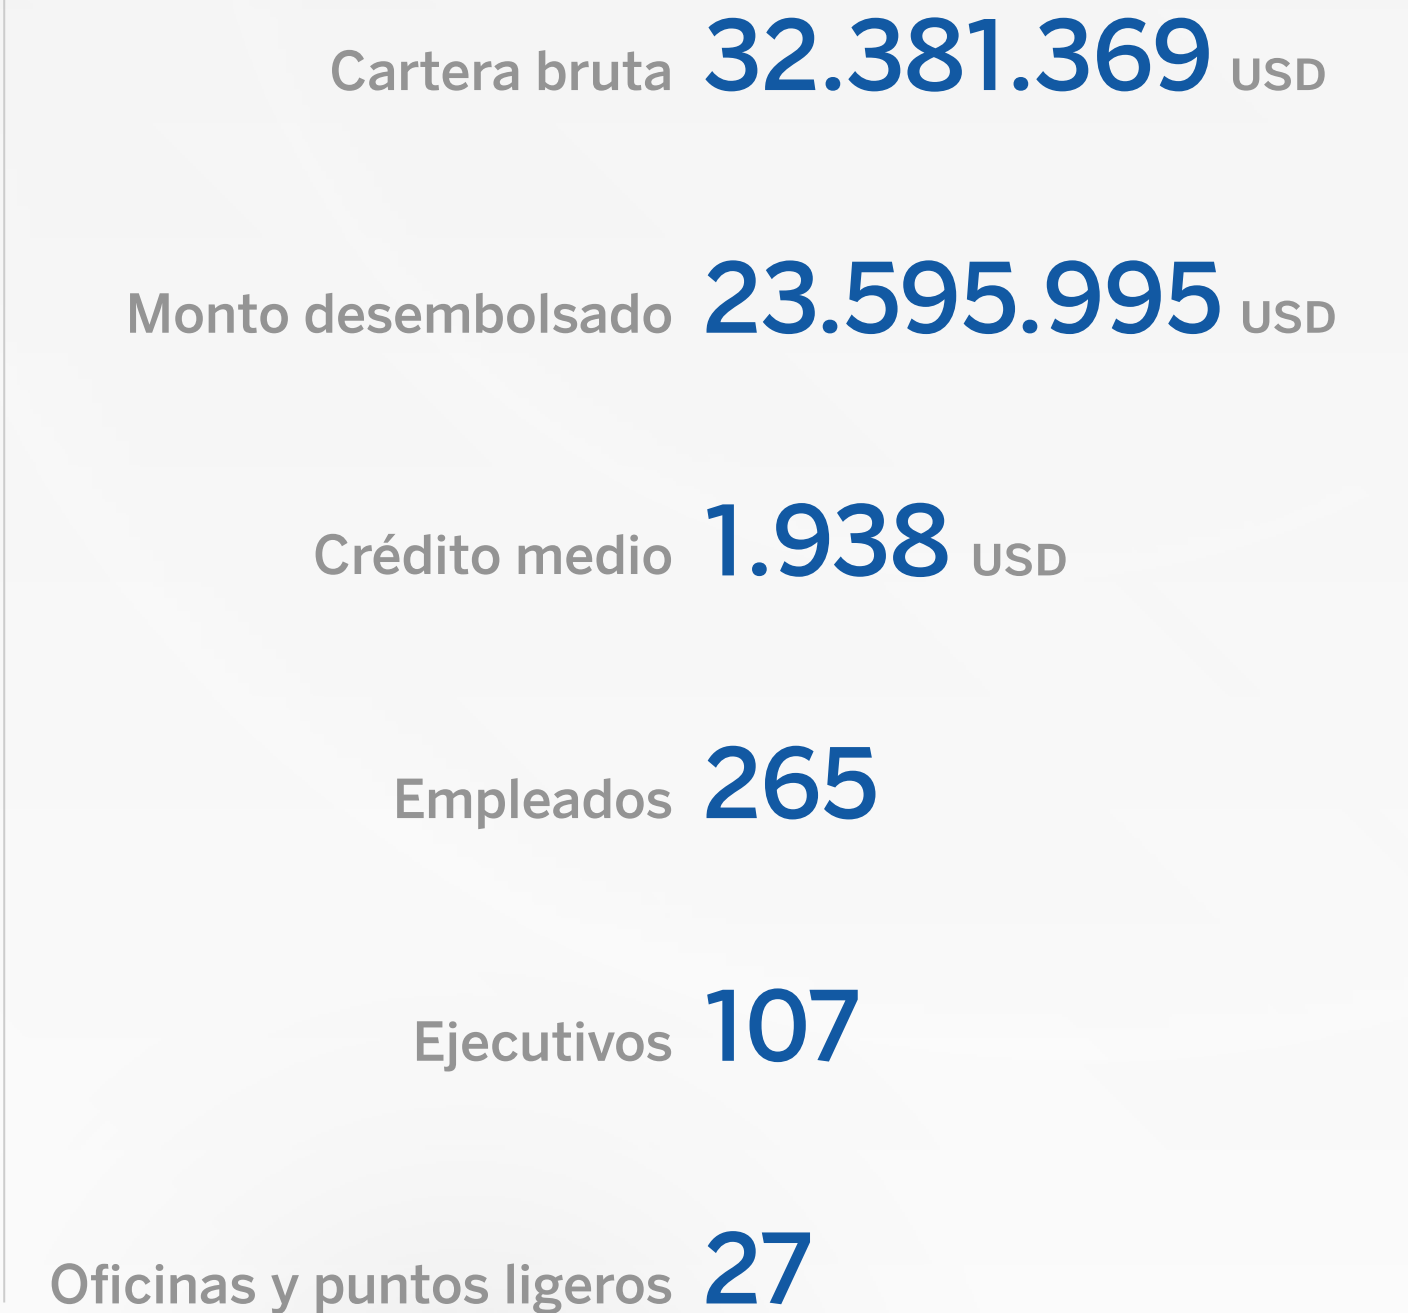 Cartera bruta 32.381.369 USD
Monto desembolsado 23.595.995 USD
Crédito medio 1.938 USD
Empleados 265
Ejecutivos 107
Oficinas y puntos ligeros 27